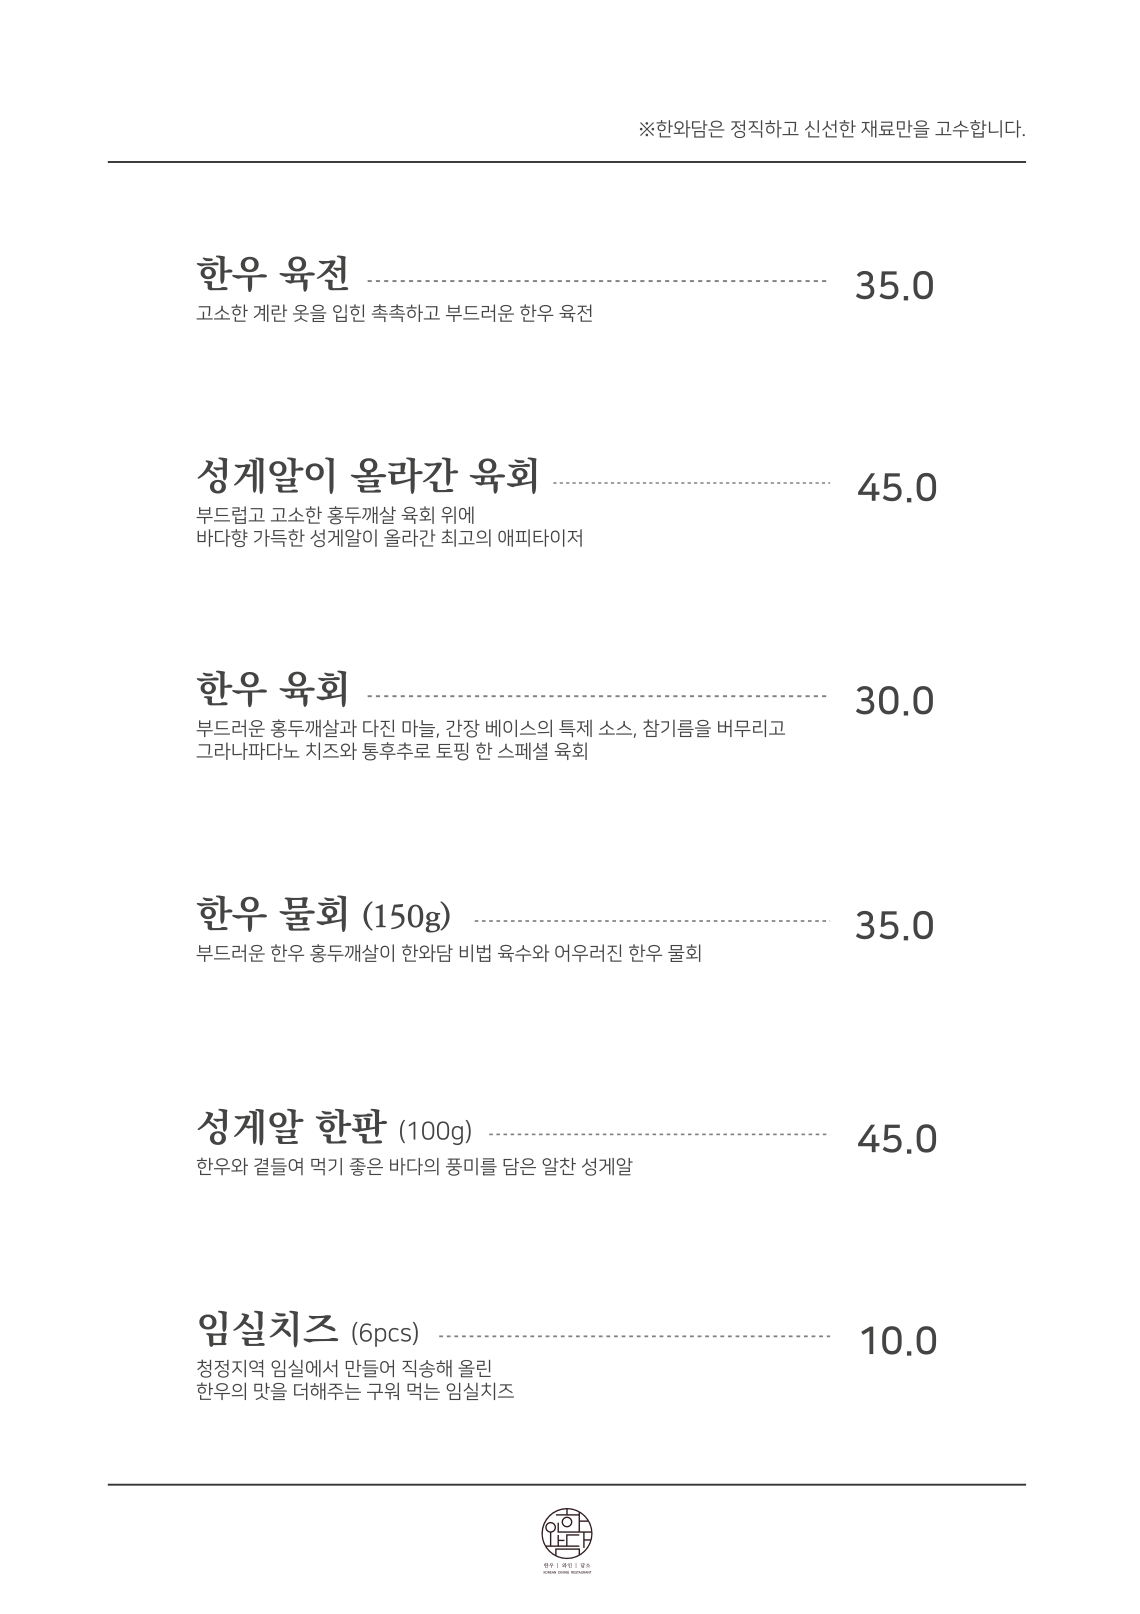 ※한와담은 정직하고 신선한 재료만을 고수합니다.
한우 육전 35.0
고소한 계란 옷을 입힌 촉촉하고 부드러운 한우 육전
성게알이 올라간 육회 45.0
부드럽고 고소한 홍두깨살 육회 위에
바다향 가득한 성게알이 올라간 최고의 애피타이저
한우 육회 30.0
부드러운 홍두깨살과 다진 마늘, 간장 베이스의 특제 소스, 참기름을 버무리고
그라나파다노 치즈와 통후추로 토핑 한 스페셜 육회
한우 물회 (150g) 35.0
부드러운 한우 홍두깨살이 한와담 비법 육수와 어우러진 한우 물회
성게알 한판 (100g) 45.0
한우와 곁들여 먹기 좋은 바다의 풍미를 담은 알찬 성게알
임실치즈 (6pcs) 10.0
청정지역 임실에서 만들어 직송해 올린
한우의 맛을 더해주는 구워 먹는 임실치즈
한와담
한우 | 와인 | 담소
KOREAN DINING RESTAURANT